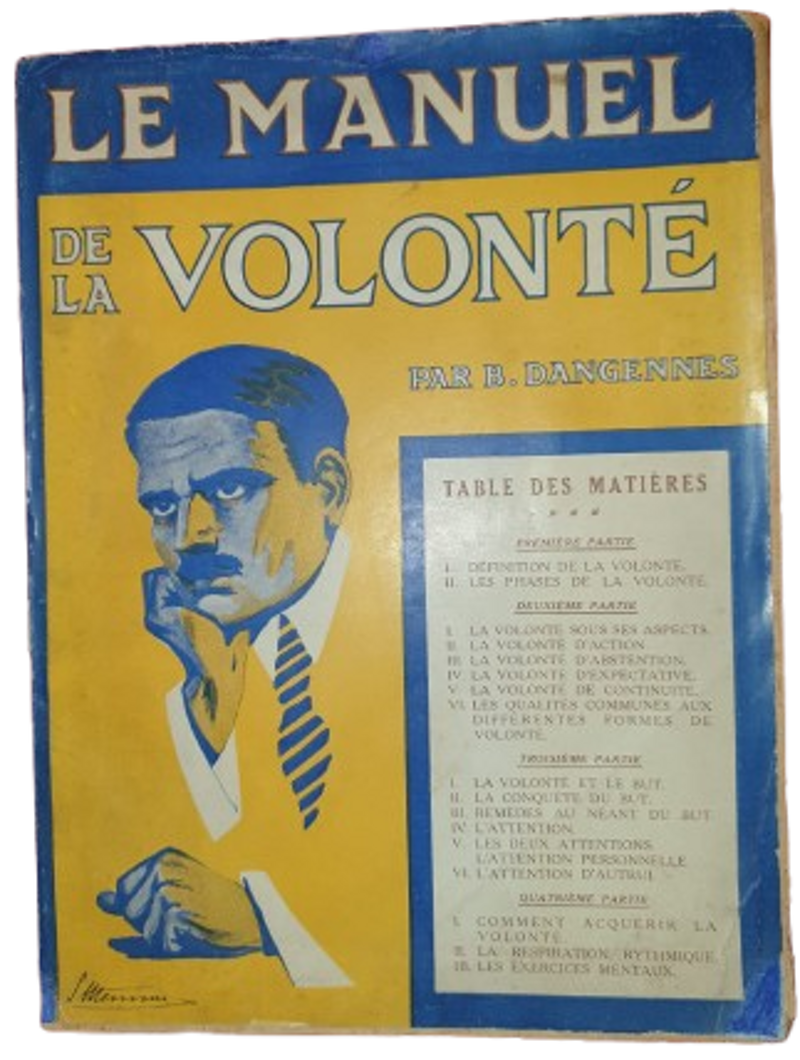 LE MANUEL
DE
LA
VOLONTÉ
PAR B. DANGENNES
TABLE DES MATIÈRES
PREMIÈRE PARTIE
I. DÉFINITION DE LA VOLONTÉ.
II. LES PHASES DE LA VOLONTÉ.
DEUXIÈME PARTIE
I. LA VOLONTÉ SOUS SES ASPECTS.
II. LA VOLONTÉ D'ACTION
III. LA VOLONTÉ D'ABSTENTION.
IV. LA VOLONTÉ D'EXPECTATIVE.
V. LA VOLONTÉ DE CONTINUITÉ.
VI. LES QUALITÉS COMMUNES AUX
DIFFÉRENTES FORMES DE
VOLONTÉ.
TROISIÈME PARTIE
I. LA VOLONTÉ ET LE BUT.
II. LA CONQUÊTE DU BUT.
III. REMÈDES AU NÉANT DU BUT
IV. L'ATTENTION.
V. LES DEUX ATTENTIONS.
L'ATTENTION PERSONNELLE
VI. L'ATTENTION D'AUTRUI.
QUATRIÈME PARTIE
I. COMMENT ACQUÉRIR LA
VOLONTÉ.
II. LA RESPIRATION RYTHMIQUE.
III. LES EXERCICES MENTAUX.